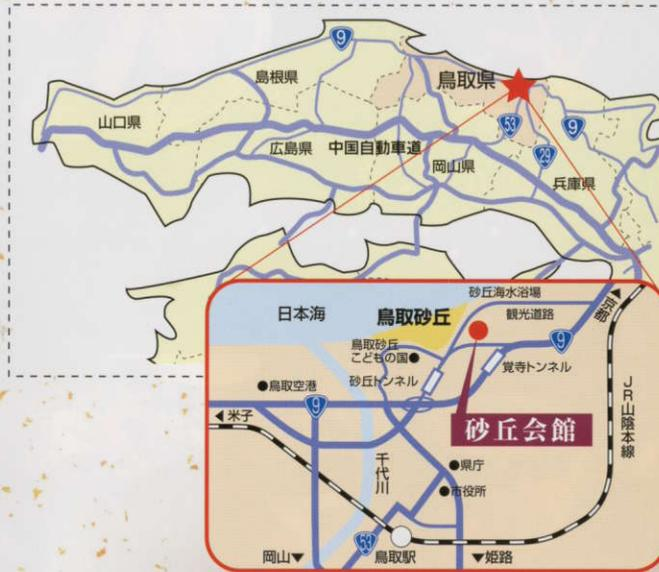 9
島根県
鳥取県
山口県
53
9
広島県
中国自動車道
岡山県
29
兵庫県
砂丘海水浴場
▲京都
日本海
鳥取砂丘
観光道路
鳥取砂丘
こどもの国●
9
覚寺トンネル
●鳥取空港
砂丘トンネル
9
JR山陰本線
◀米子
砂丘会館
千代川
●県庁
●市役所
岡山▼
53
鳥取駅
▼姫路